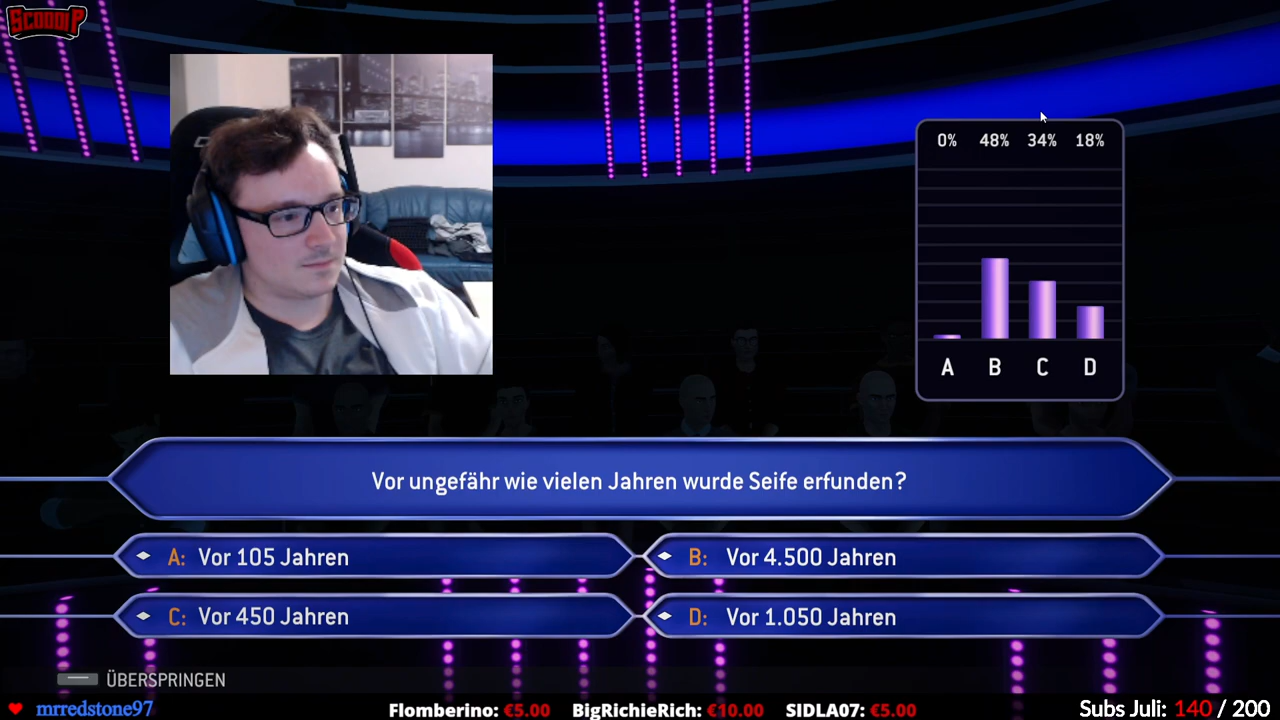 SCOOOIP
0% 48% 34% 18%
A B C D
Vor ungefähr wie vielen Jahren wurde Seife erfunden?
A: Vor 105 Jahren
B: Vor 4.500 Jahren
C: Vor 450 Jahren
D: Vor 1.050 Jahren
ÜBERSPRINGEN
mrredstone97
Flomberino: €5.00 BigRichieRich: €10.00 SIDLA07: €5.00
Subs Juli: 140 / 200